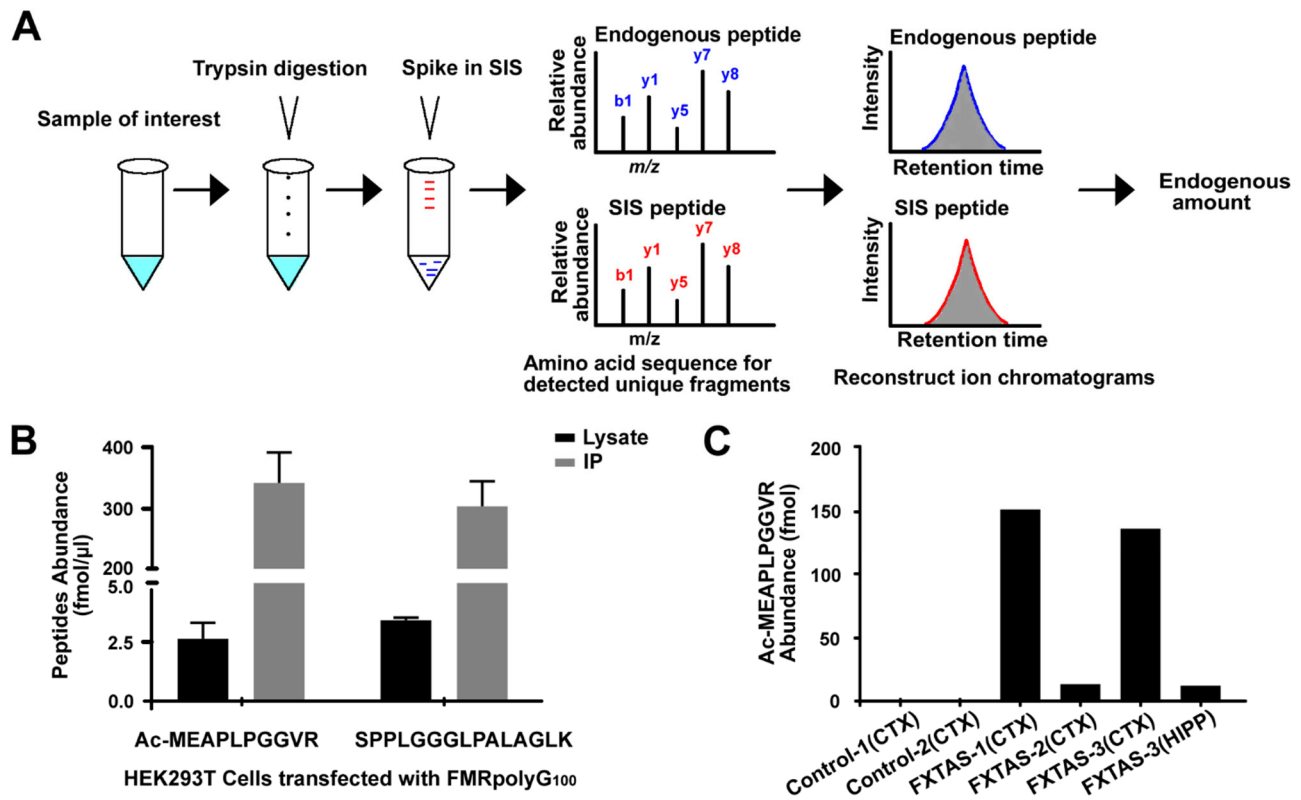 A
Sample of interest
Trypsin digestion
Spike in SIS
Endogenous peptide
Relative
abundance
b1
y1
y5
y7
y8
m/z
SIS peptide
Relative
abundance
b1
y1
y5
y7
y8
m/z
Amino acid sequence for
detected unique fragments
Endogenous peptide
Intensity
Retention time
SIS peptide
Intensity
Retention time
Reconstruct ion chromatograms
Endogenous
amount
B
Peptides Abundance
(fmol/μl)
400
300
200
5.0
2.5
0.0
Lysate
IP
Ac-MEAPLPGGVR
SPPLGGGLPALAGLK
HEK293T Cells transfected with FMRpolyG100
C
Ac-MEAPLPGGVR
Abundance (fmol)
200
150
100
50
0
Control-1(CTX)
Control-2(CTX)
FXTAS-1(CTX)
FXTAS-2(CTX)
FXTAS-3(CTX)
FXTAS-3(HIPP)